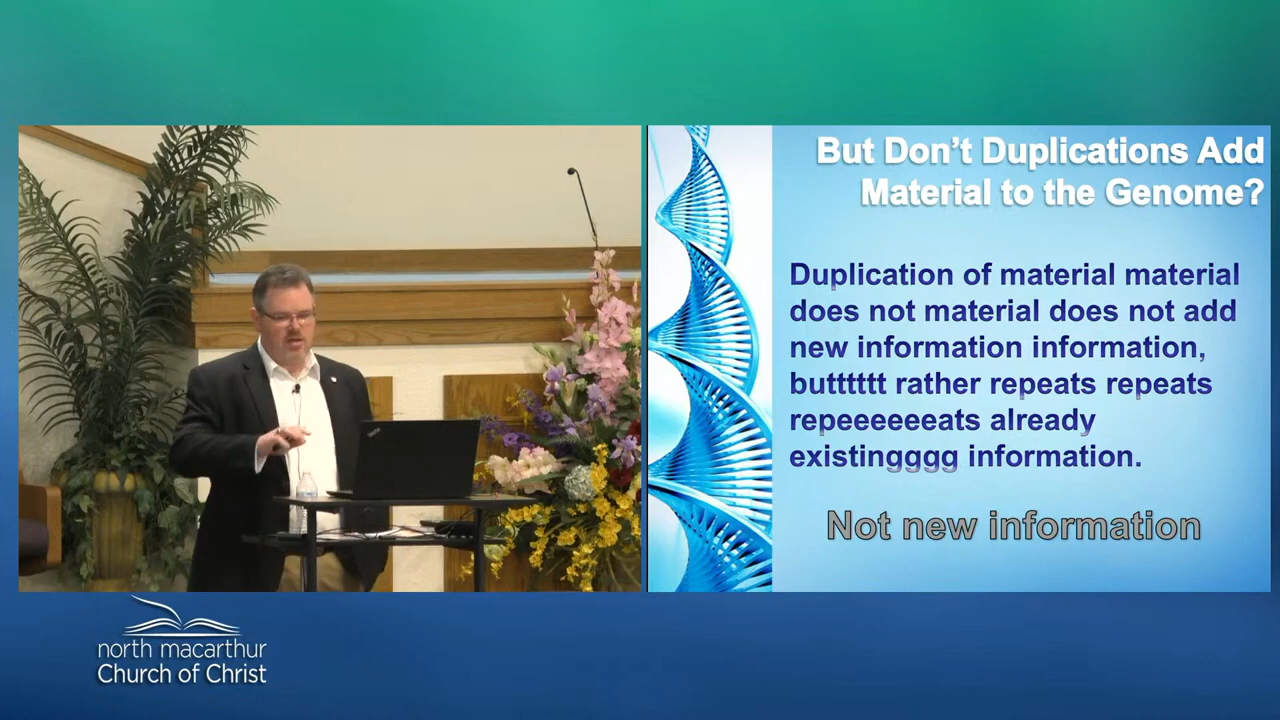 But Don't Duplications Add
Material to the Genome?
Duplication of material material
does not material does not add
new information information,
butttttt rather repeats repeats
repeeeeeeats already
existingggg information.
Not new information
north macarthur
Church of Christ